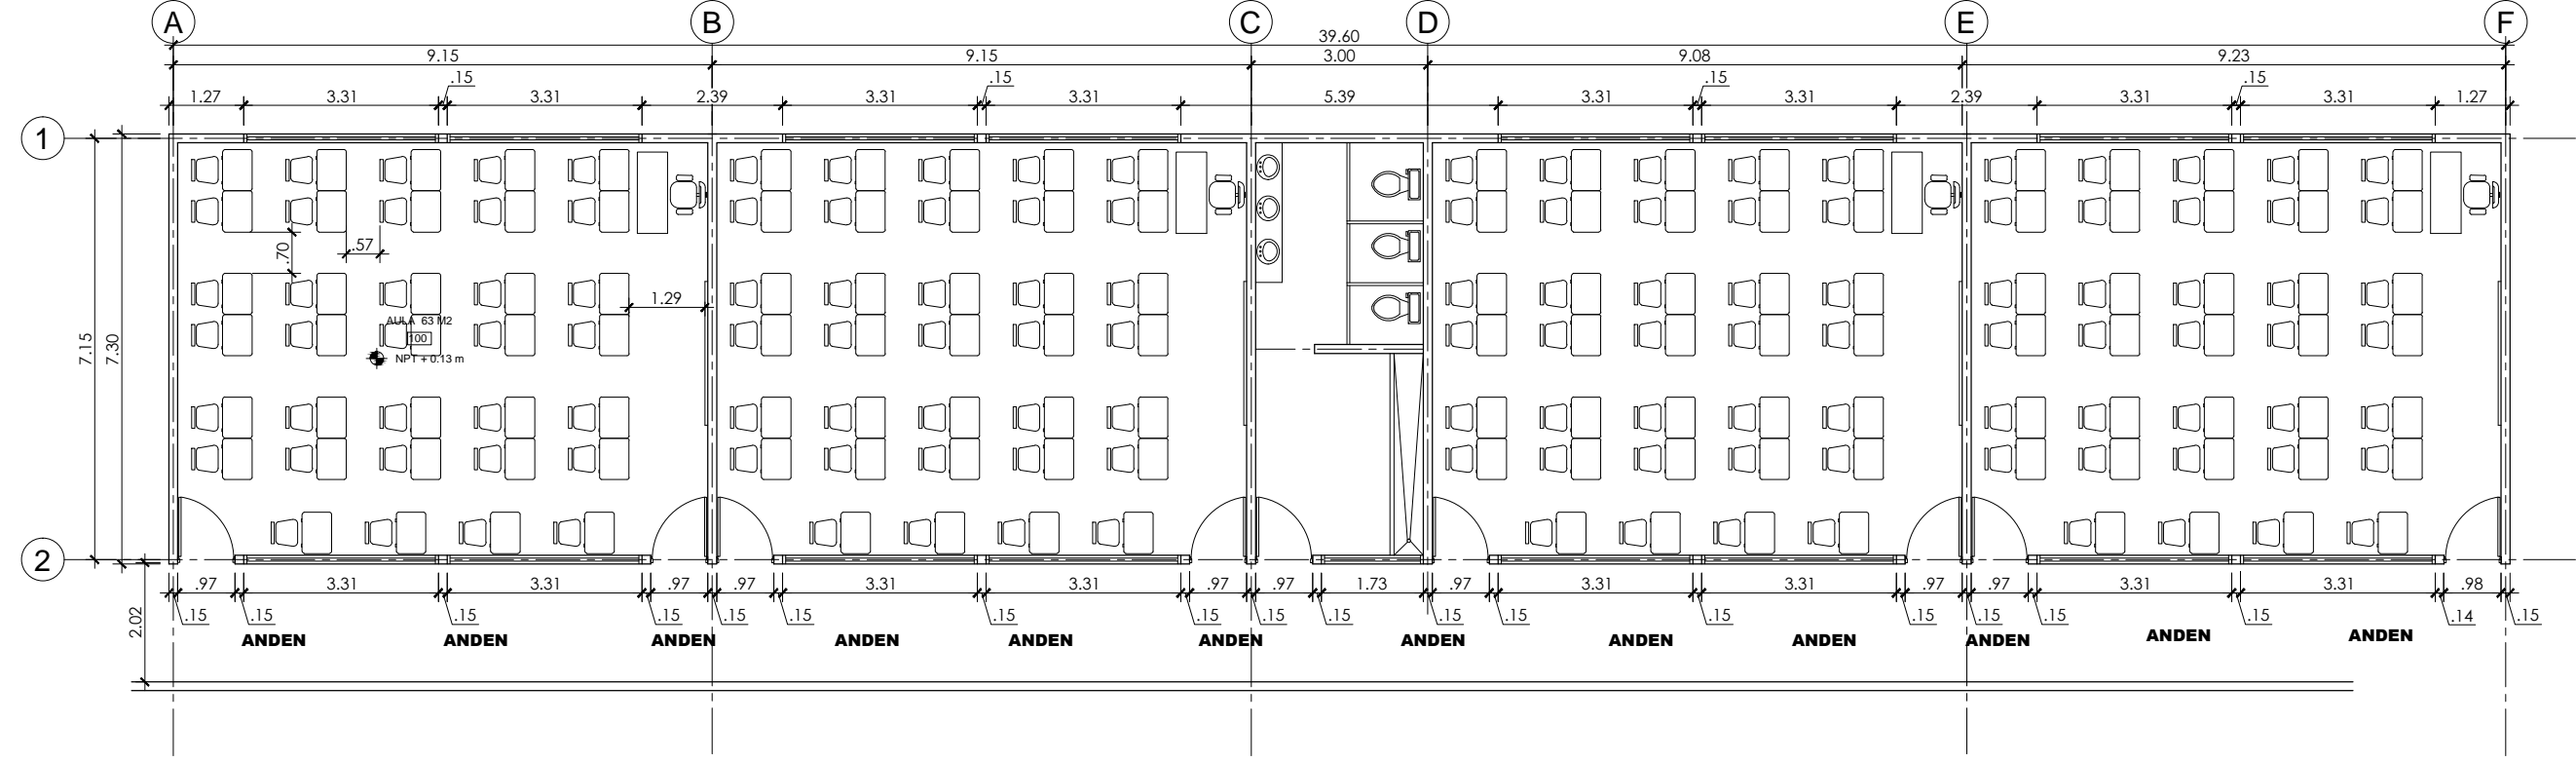 A B C D E F
39.60
9.15 9.15 3.00 9.08 9.23
.15 .15 .15 .15
1.27 3.31 3.31 2.39 3.31 3.31 5.39 3.31 3.31 2.39 3.31 3.31 1.27
1
.70 .57
1.29
AULA 63 M2
100
NPT + 0.13 m
7.15 7.30
2
.97 3.31 3.31 .97 .97 3.31 3.31 .97 .97 1.73 .97 3.31 3.31 .97 .97 3.31 3.31 .98
2.02
.15 .15 .15 .15 .15 .15 .15 .15 .15 .15 .15 .15 .15 .15 .15 .15 .15 .14 .15
ANDEN ANDEN ANDEN ANDEN ANDEN ANDEN ANDEN ANDEN ANDEN ANDEN ANDEN ANDEN